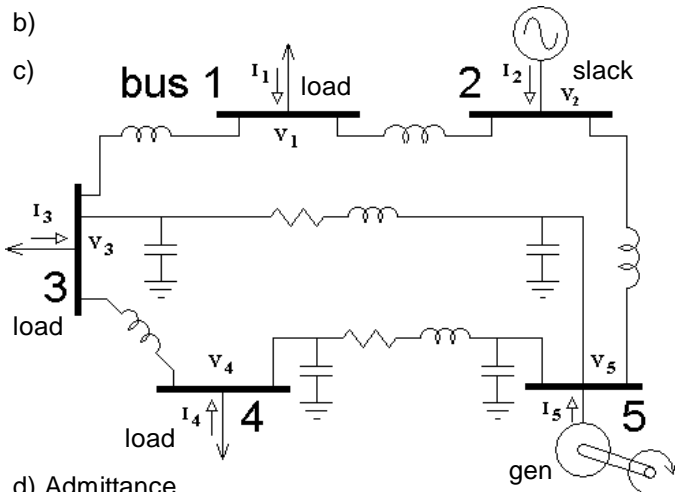 b)
c)
I1
load
I2
slack
bus 1
2
V1
V2
I3
V3
3
load
V4
V5
I4
4
I5
5
load
gen
d) Admittance